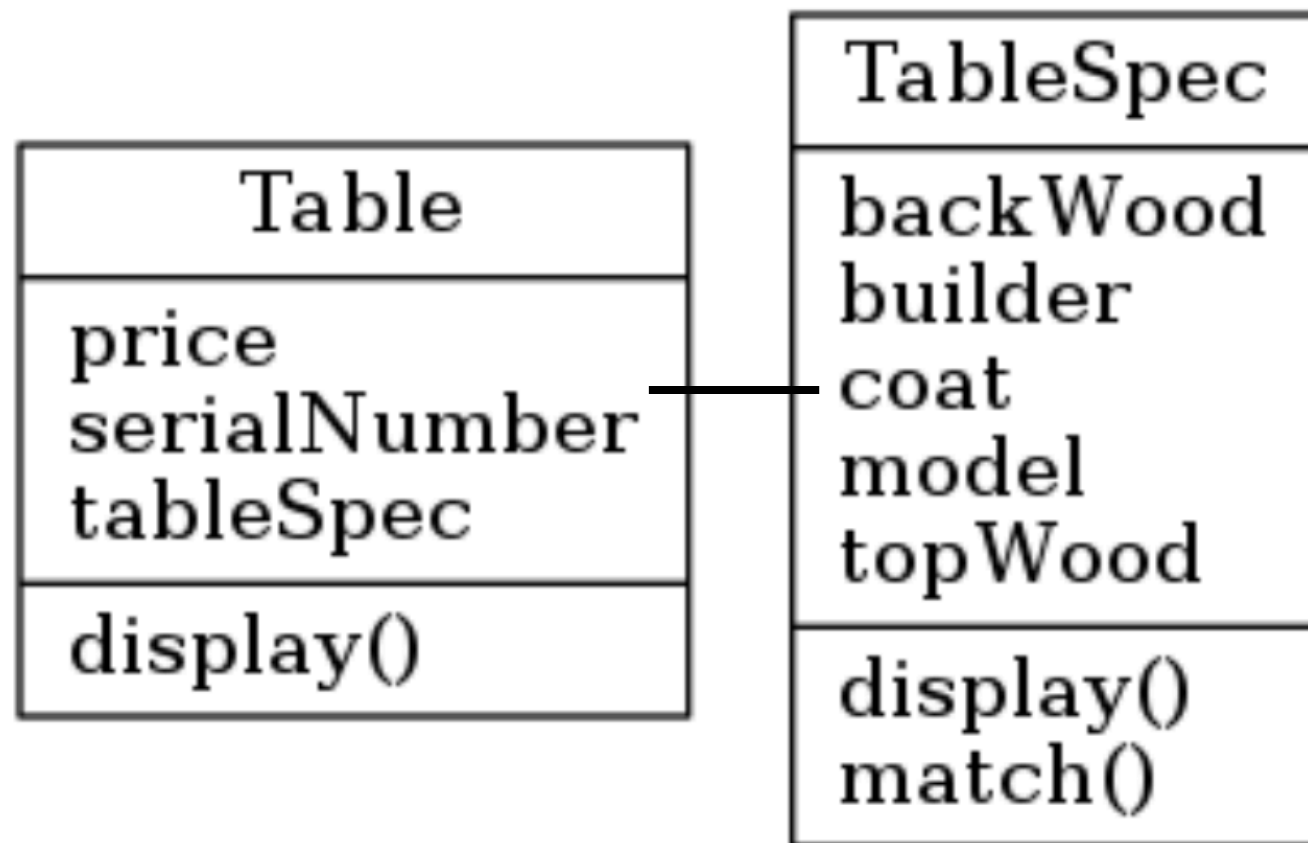 Table
price
serialNumber
tableSpec
display()
TableSpec
backWood
builder
coat
model
topWood
display()
match()